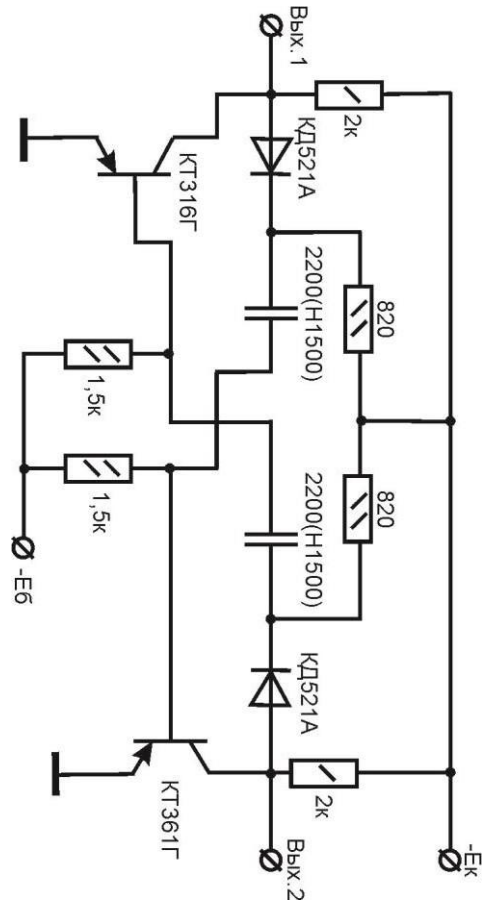 -Ек
820
820
2к
2к
2200(Н1500)
2200(Н1500)
КД521А
КД521А
Вых.1
Вых.2
КТ316Г
КТ361Г
1,5к
1,5к
-Еб